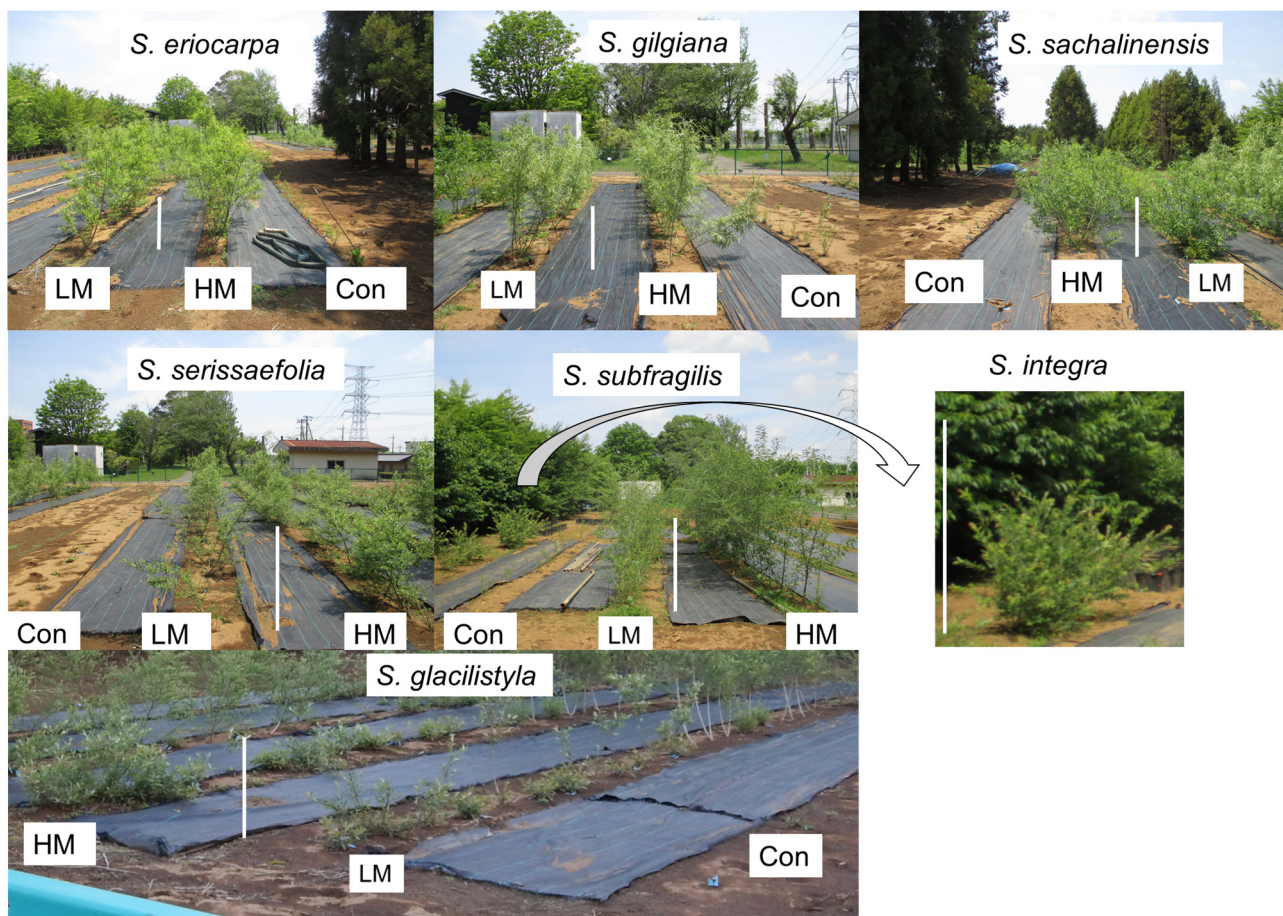 S. eriocarpa
S. gilgiana
S. sachalinensis
LM
HM
Con
LM
HM
Con
Con
HM
LM
S. serissaefolia
S. subfragilis
S. integra
Con
LM
HM
Con
LM
HM
S. glacilistyla
HM
LM
Con